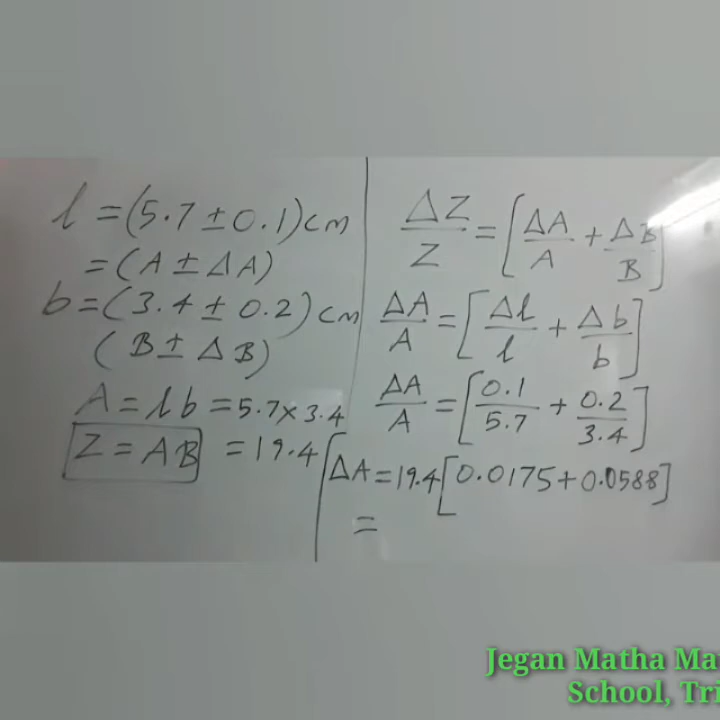 l = (5.7 ± 0.1) cm
= (A ± ΔA)
b = (3.4 ± 0.2) cm
(B ± ΔB)
A = lb = 5.7 × 3.4
Z = AB = 19.4
ΔZ/Z = [ΔA/A + ΔB/B]
ΔA/A = [Δl/l + Δb/b]
ΔA/A = [0.1/5.7 + 0.2/3.4]
ΔA = 19.4 [0.0175 + 0.0588]
=
Jegan Matha
School,